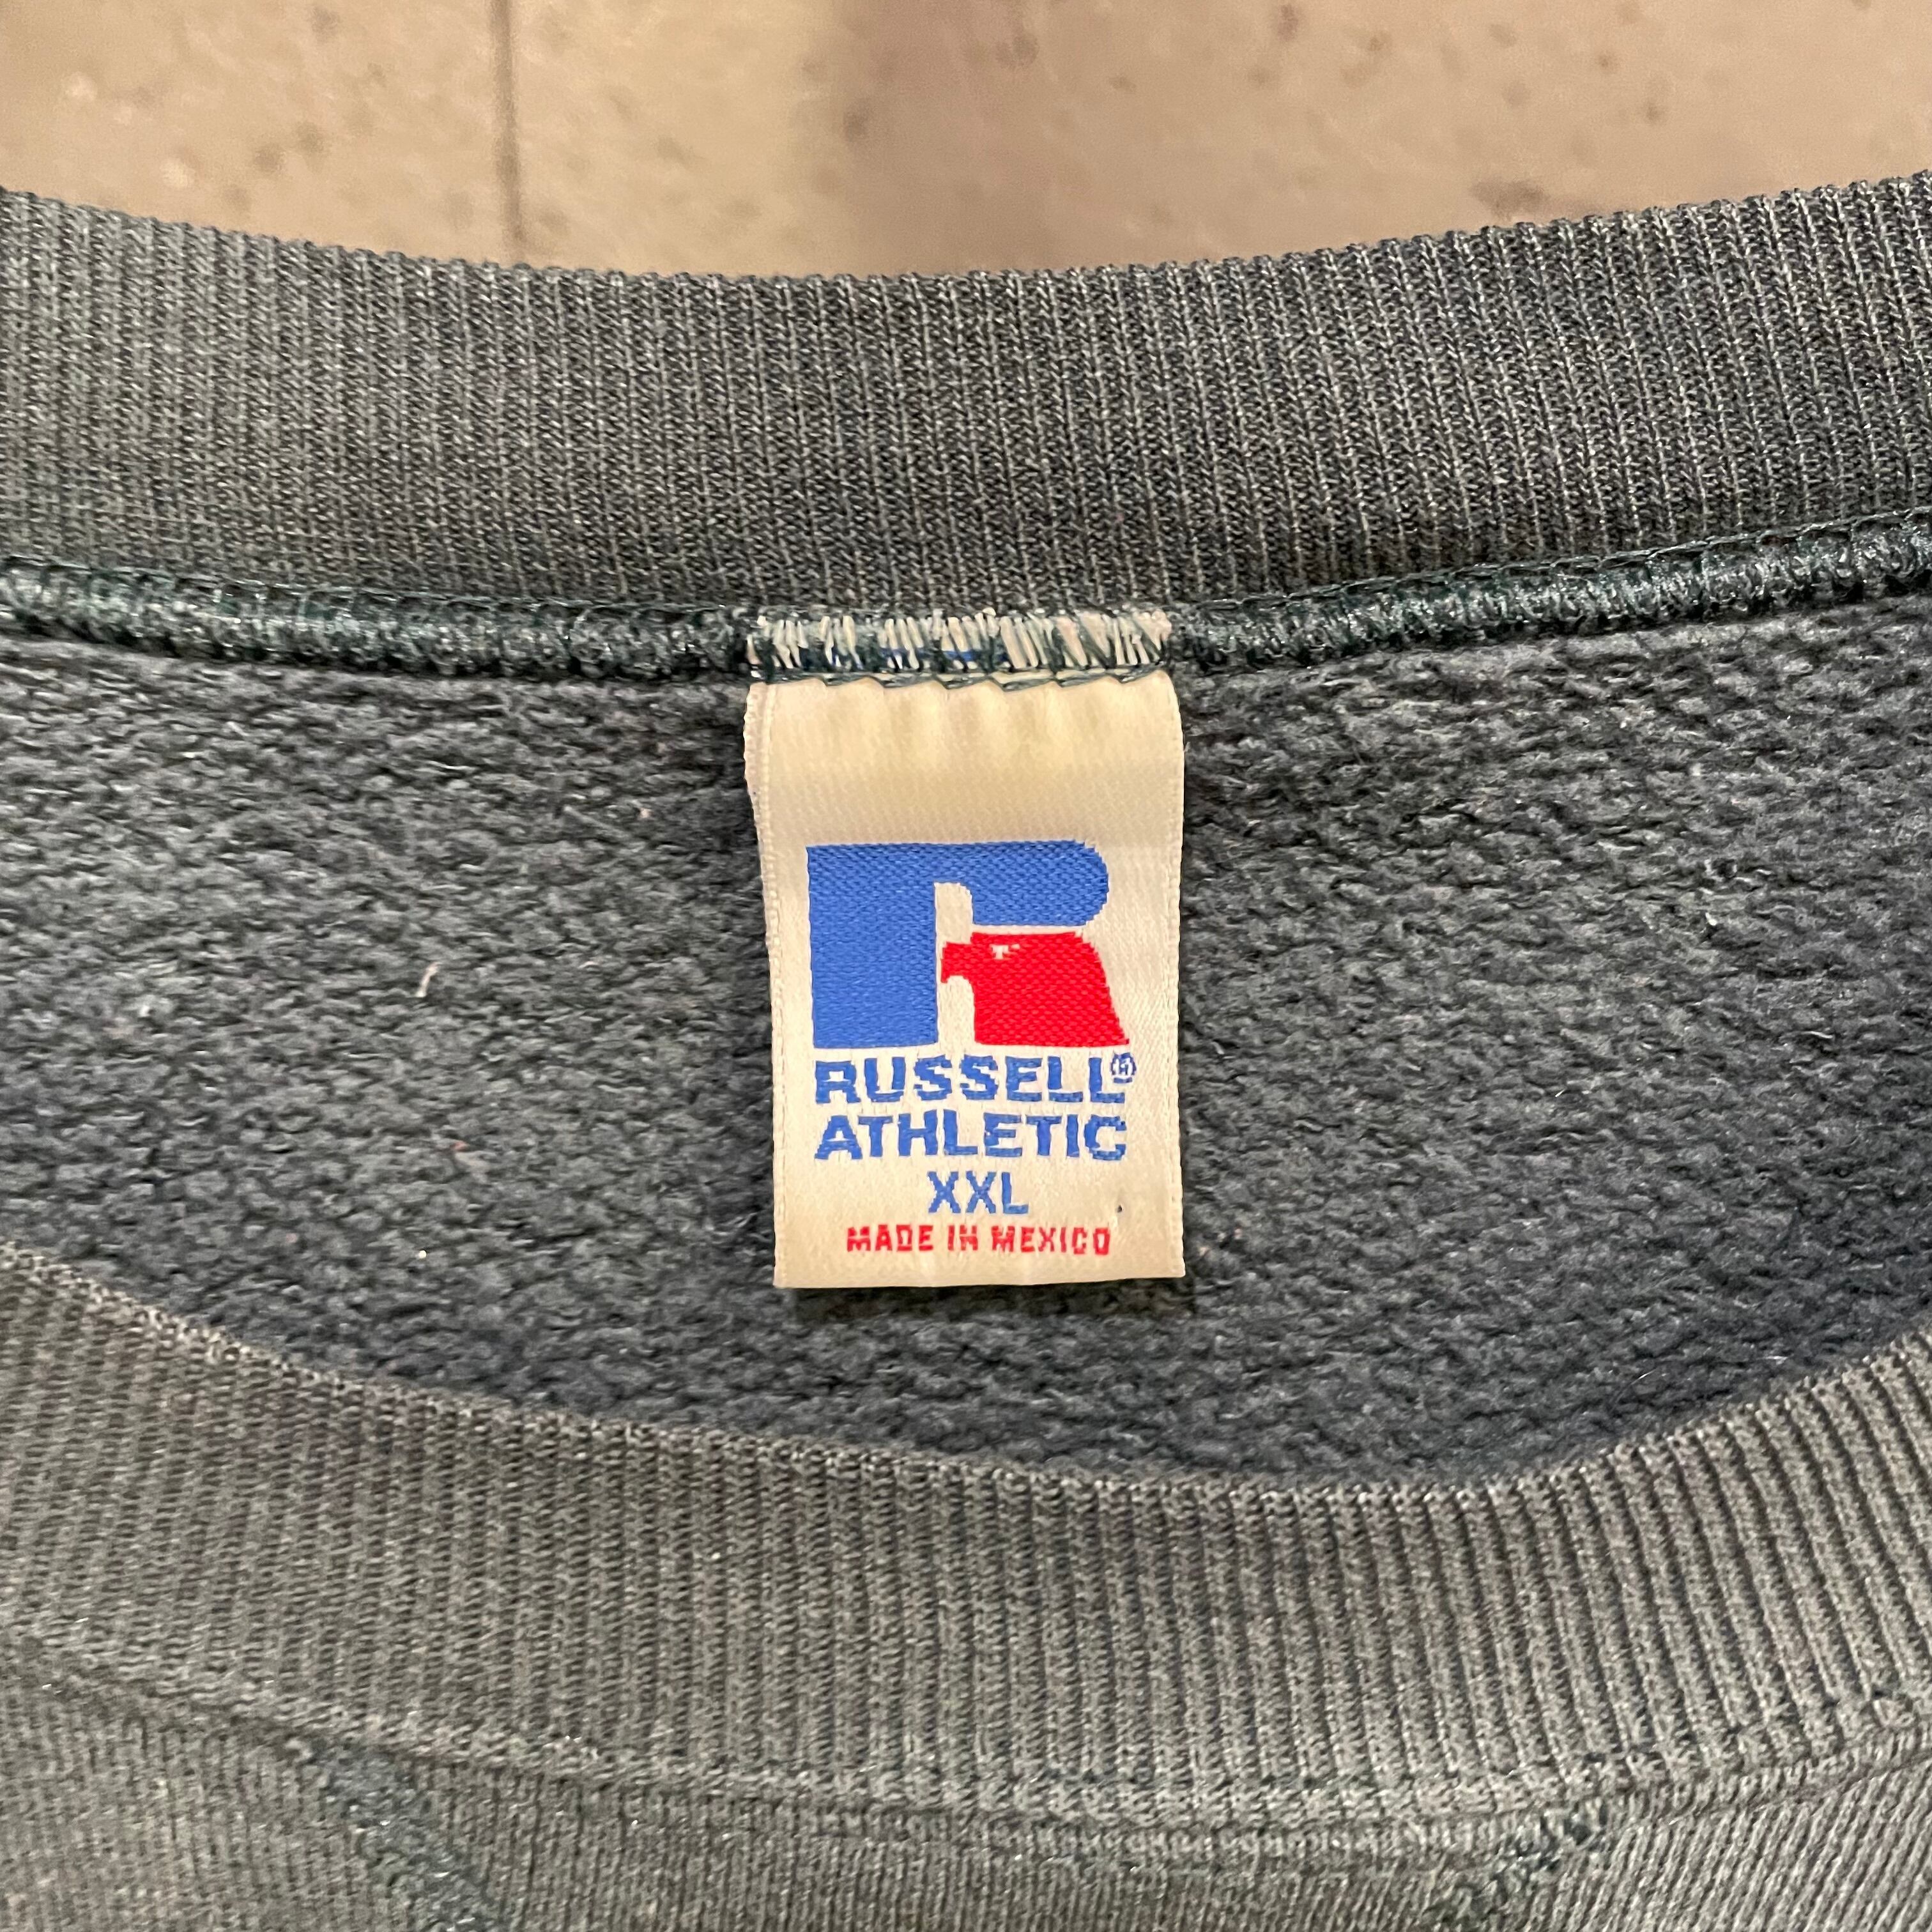 RUSSELL®
ATHLETIC
XXL
MADE IN MEXICO